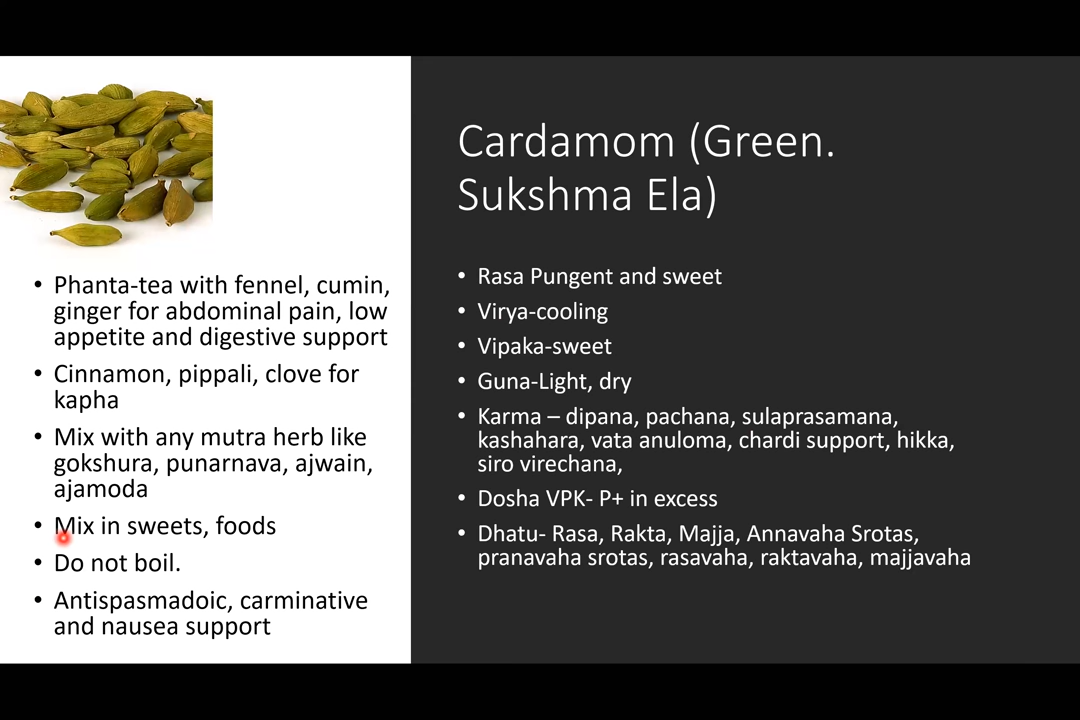 Cardamom (Green.
Sukshma Ela)
• Phanta-tea with fennel, cumin,
ginger for abdominal pain, low
appetite and digestive support
• Cinnamon, pippali, clove for
kapha
• Mix with any mutra herb like
gokshura, punarnava, ajwain,
ajamoda
• Mix in sweets, foods
• Do not boil.
• Antispasmadoic, carminative
and nausea support
• Rasa Pungent and sweet
• Virya-cooling
• Vipaka-sweet
• Guna-Light, dry
• Karma – dipana, pachana, sulaprasamana,
kashahara, vata anuloma, chardi support, hikka,
siro virechana,
• Dosha VPK- P+ in excess
• Dhatu- Rasa, Rakta, Majja, Annavaha Srotas,
pranavaha srotas, rasavaha, raktavaha, majjavaha